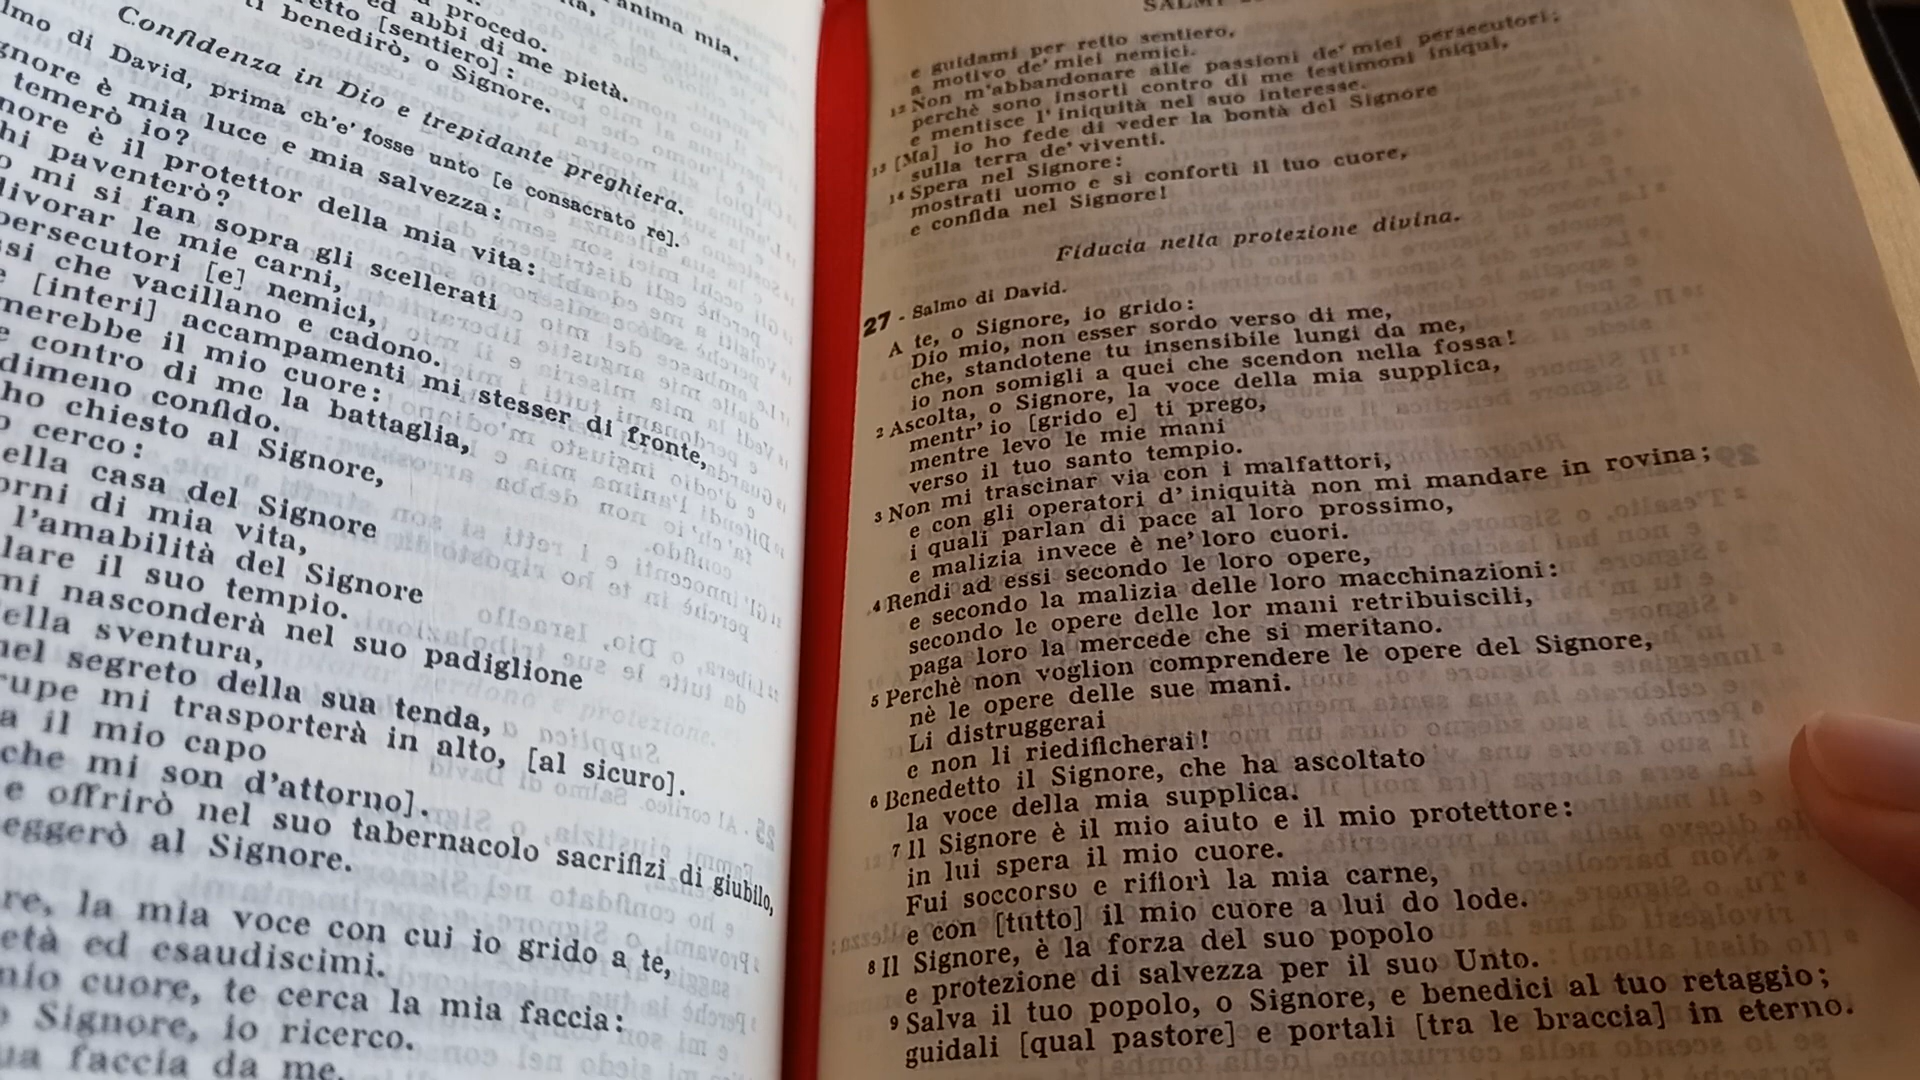 anima mia.
procedo.
ed abbi di me pietà.
retto [sentiero]:
ti benedirò, o Signore.
Confidenza in Dio e trepidante preghiera.
lmo di David, prima ch'e' fosse unto [e consacrato re].
gnore è mia luce e mia salvezza:
temerò io?
nore è il protettor della mia vita:
hi paventerò?
o mi si fan sopra gli scellerati
livorar le mie carni,
persecutori [e] nemici,
ssi che vacillano e cadono.
e [interi] accampamenti mi stesser di fronte,
merebbe il mio cuore:
e contro di me la battaglia,
dimeno confido.
ho chiesto al Signore,
o cerco:
ella casa del Signore
orni di mia vita,
l'amabilità del Signore
lare il suo tempio.
mi nasconderà nel suo padiglione
ella sventura,
nel segreto della sua tenda,
rupe mi trasporterà in alto, [al sicuro].
a il mio capo
che mi son d'attorno].
e offrirò nel suo tabernacolo sacrifizi di giubilo,
eggerò al Signore.
re, la mia voce con cui io grido a te,
età ed esaudiscimi.
mio cuore, te cerca la mia faccia:
o Signore, io ricerco.
ua faccia da me.
SALMI
e guidami per retto sentiero,
a motivo de' miei nemici.
12 Non m'abbandonare alle passioni de' miei persecutori;
perchè sono insorti contro di me testimoni iniqui,
e mentisce l'iniquità nel suo interesse.
13 [Ma] io ho fede di veder la bontà del Signore
sulla terra de' viventi.
14 Spera nel Signore:
mostrati uomo e si conforti il tuo cuore,
e confida nel Signore!
Fiducia nella protezione divina.
27 - Salmo di David.
A te, o Signore, io grido:
Dio mio, non esser sordo verso di me,
che, standotene tu insensibile lungi da me,
io non somigli a quei che scendon nella fossa!
2 Ascolta, o Signore, la voce della mia supplica,
mentr' io [grido e] ti prego,
mentre levo le mie mani
verso il tuo santo tempio.
3 Non mi trascinar via con i malfattori,
e con gli operatori d'iniquità non mi mandare in rovina;
i quali parlan di pace al loro prossimo,
e malizia invece è ne' loro cuori.
4 Rendi ad essi secondo le loro opere,
e secondo la malizia delle loro macchinazioni:
secondo le opere delle lor mani retribuiscili,
paga loro la mercede che si meritano.
5 Perchè non voglion comprendere le opere del Signore,
nè le opere delle sue mani.
Li distruggerai
e non li riedificherai!
6 Benedetto il Signore, che ha ascoltato
la voce della mia supplica.
7 Il Signore è il mio aiuto e il mio protettore:
in lui spera il mio cuore.
Fui soccorso e rifiorì la mia carne,
e con [tutto] il mio cuore a lui do lode.
8 Il Signore, è la forza del suo popolo
e protezione di salvezza per il suo Unto.
9 Salva il tuo popolo, o Signore, e benedici al tuo retaggio;
guidali [qual pastore] e portali [tra le braccia] in eterno.